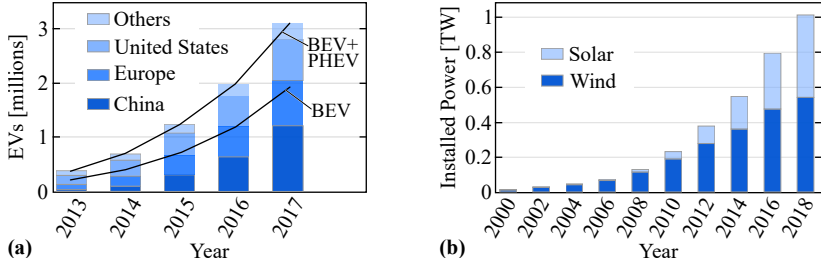 Others
United States
Europe
China
BEV+
PHEV
BEV
EVs [millions]
3
2
1
0
2013
2014
2015
2016
2017
Year
(a)
Solar
Wind
Installed Power [TW]
1
0.8
0.6
0.4
0.2
0
2000
2002
2004
2006
2008
2010
2012
2014
2016
2018
Year
(b)